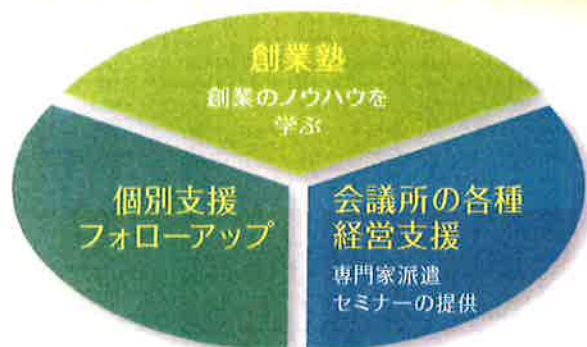 創業塾
創業のノウハウを
学ぶ
個別支援
フォローアップ
会議所の各種
経営支援
専門家派遣
セミナーの提供